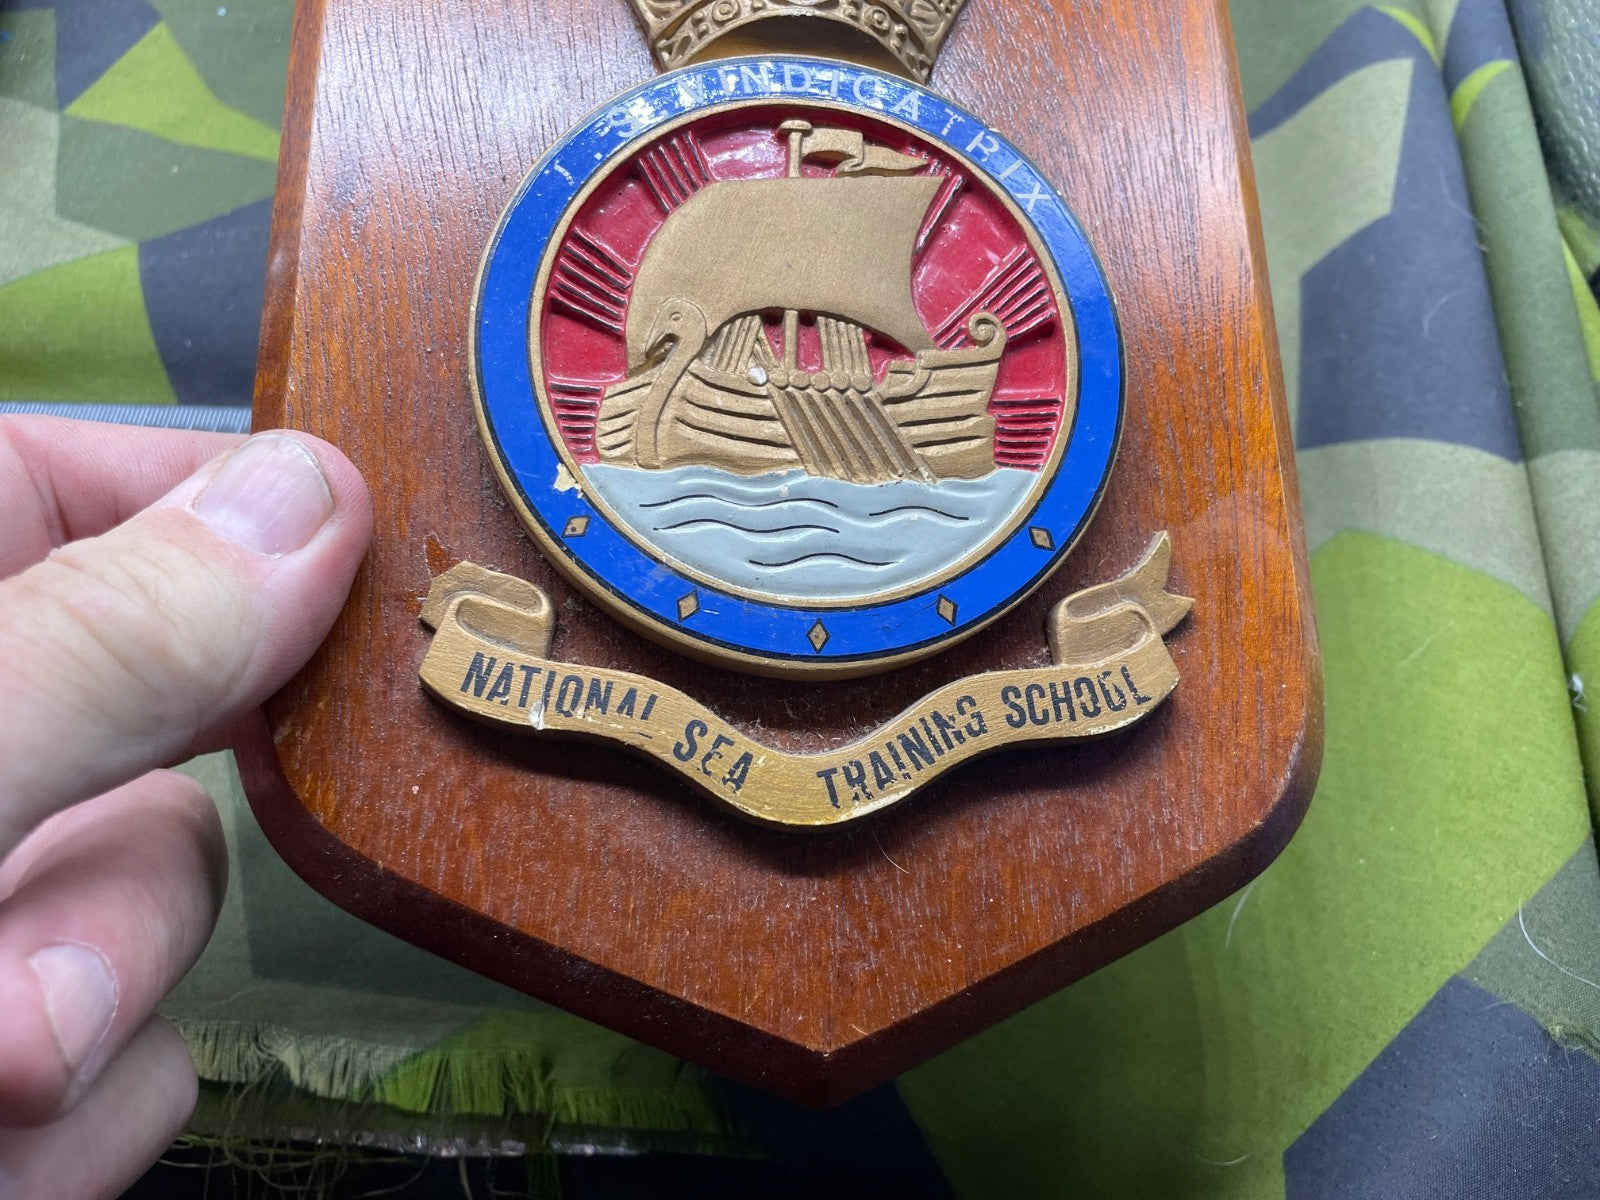 T.S. VINDICATRIX
NATIONAL SEA TRAINING SCHOOL